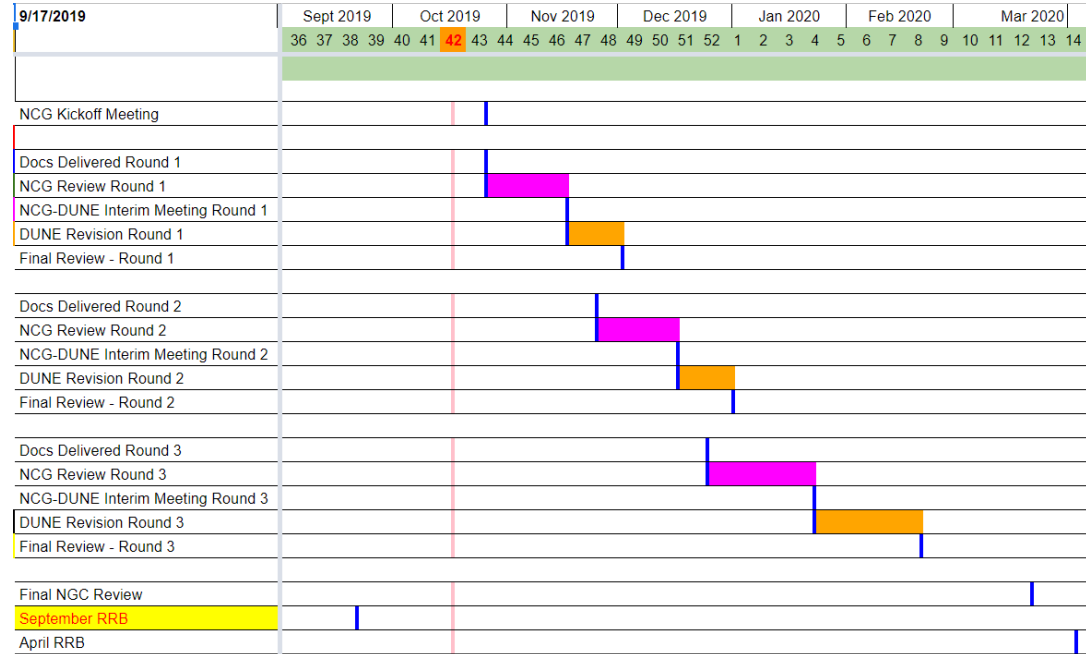 9/17/2019 Sept 2019 Oct 2019 Nov 2019 Dec 2019 Jan 2020 Feb 2020 Mar 2020
36 37 38 39 40 41 42 43 44 45 46 47 48 49 50 51 52 1 2 3 4 5 6 7 8 9 10 11 12 13 14
NCG Kickoff Meeting
Docs Delivered Round 1
NCG Review Round 1
NCG-DUNE Interim Meeting Round 1
DUNE Revision Round 1
Final Review - Round 1
Docs Delivered Round 2
NCG Review Round 2
NCG-DUNE Interim Meeting Round 2
DUNE Revision Round 2
Final Review - Round 2
Docs Delivered Round 3
NCG Review Round 3
NCG-DUNE Interim Meeting Round 3
DUNE Revision Round 3
Final Review - Round 3
Final NGC Review
September RRB
April RRB